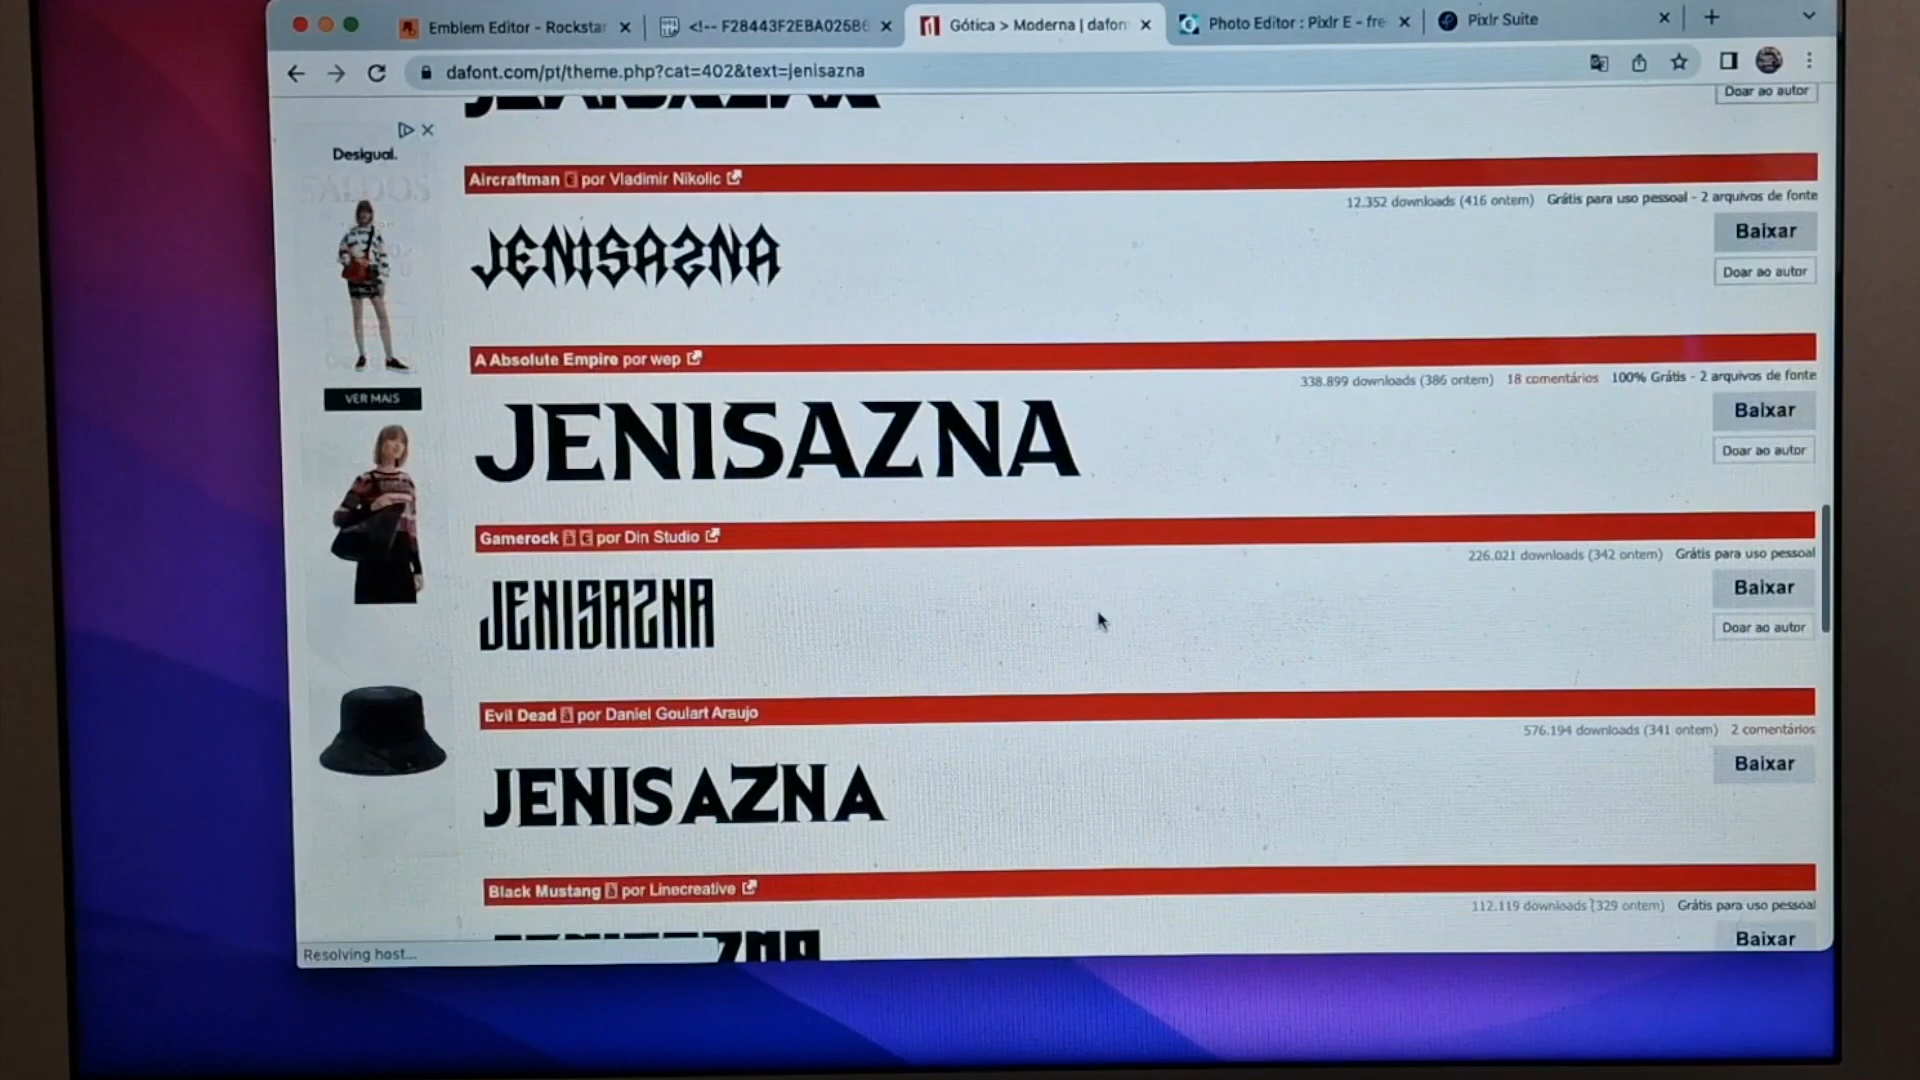 Emblem Editor - Rockstar
<!-- F28443F2EBA025B6
Gótica > Moderna | dafon
Photo Editor : Pixlr E - fre
Pixlr Suite
dafont.com/pt/theme.php?cat=402&text=jenisazna
Doar ao autor
Desigual.
SALDOS
VER MAIS
Aircraftman € por Vladimir Nikolic
12.352 downloads (416 ontem) Grátis para uso pessoal - 2 arquivos de fonte
JENISAZNA
Baixar
Doar ao autor
A Absolute Empire por wep
338.899 downloads (386 ontem) 18 comentários 100% Grátis - 2 arquivos de fonte
JENISAZNA
Baixar
Doar ao autor
Gamerock à € por Din Studio
226.021 downloads (342 ontem) Grátis para uso pessoal
JENISAZNA
Baixar
Doar ao autor
Evil Dead à por Daniel Goulart Araujo
576.194 downloads (341 ontem) 2 comentários
JENISAZNA
Baixar
Black Mustang à por Linecreative
112.119 downloads (329 ontem) Grátis para uso pessoal
Baixar
Resolving host...